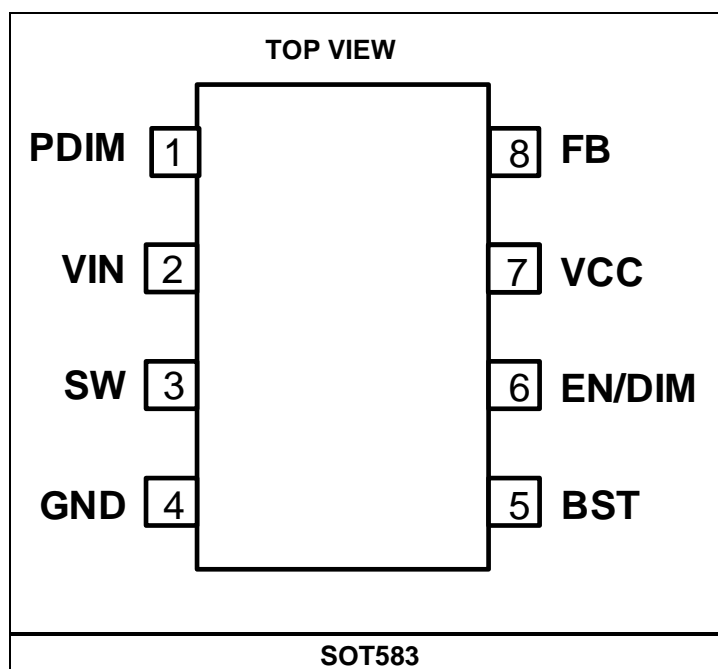 TOP VIEW
PDIM 1 8 FB
VIN 2 7 VCC
SW 3 6 EN/DIM
GND 4 5 BST
SOT583